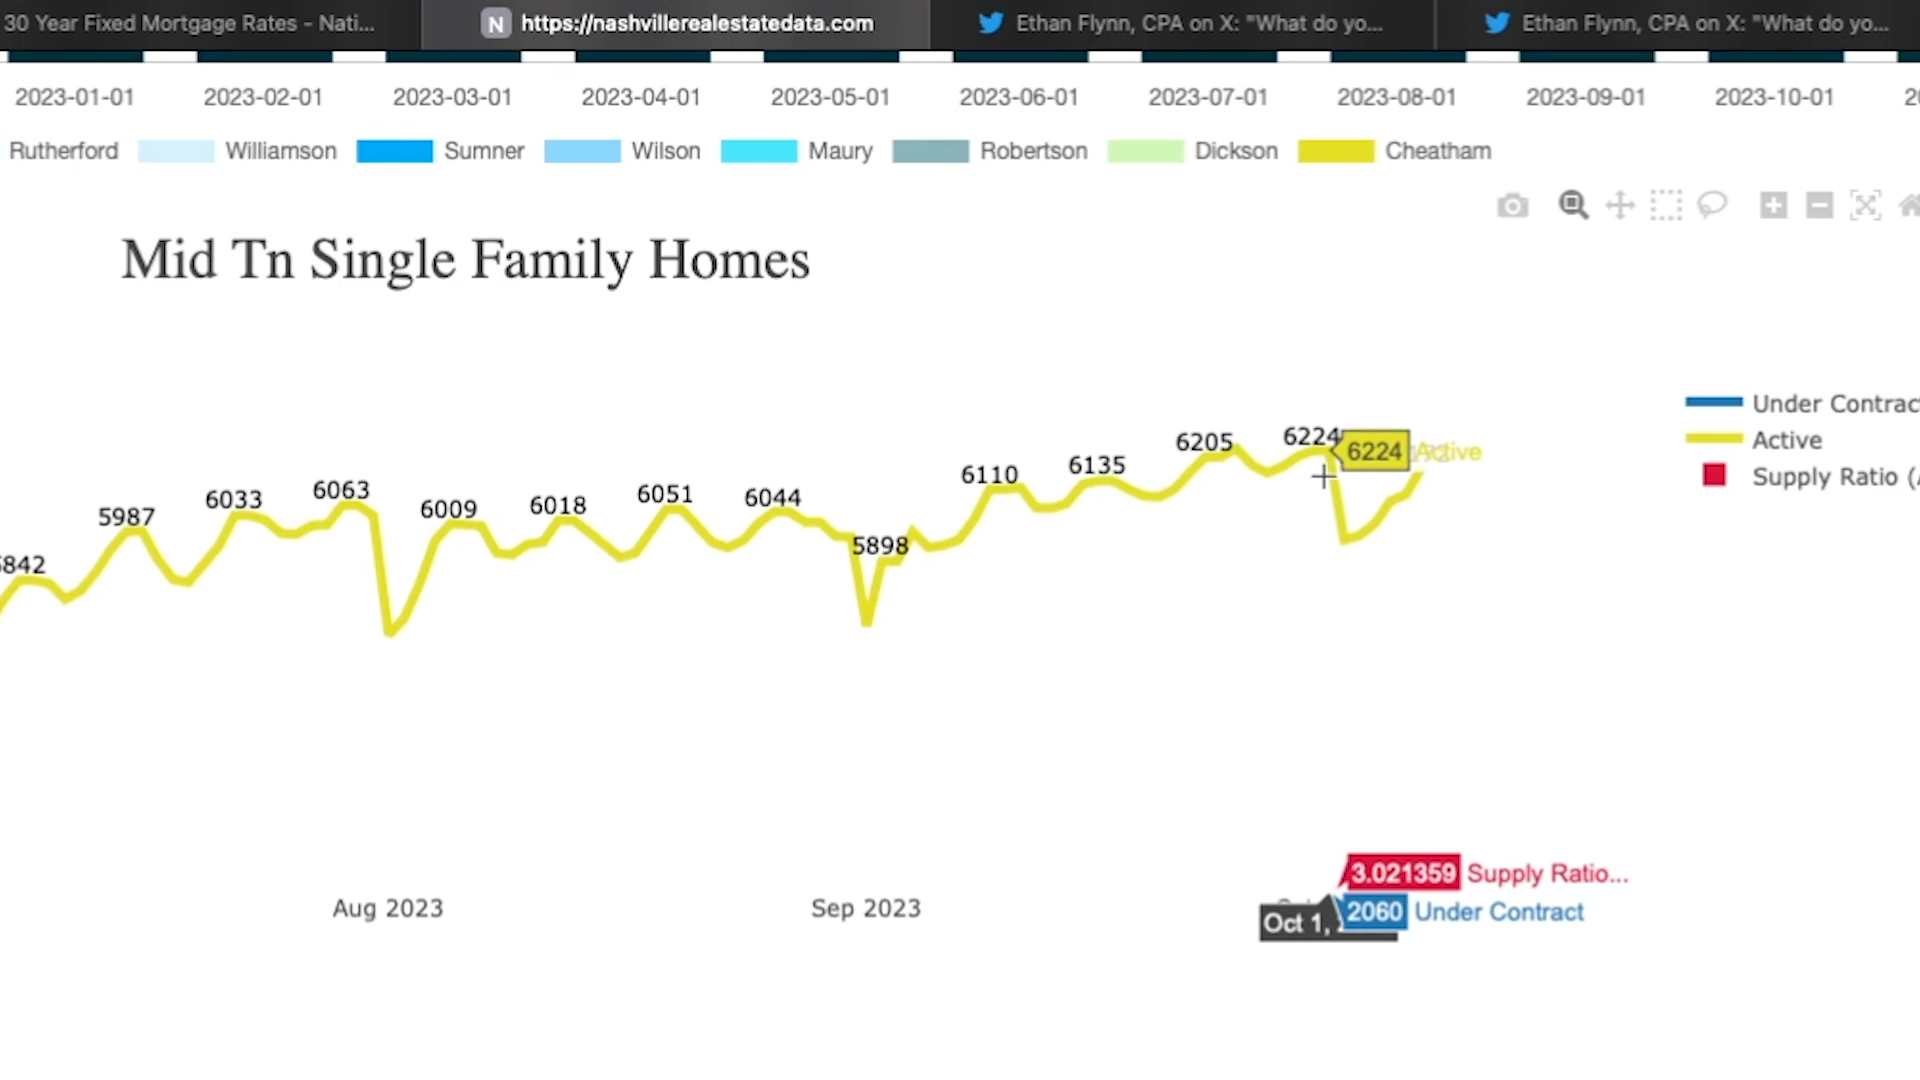 30 Year Fixed Mortgage Rates - Nati...
N https://nashvillerealestatedata.com
Ethan Flynn, CPA on X: "What do yo...
Ethan Flynn, CPA on X: "What do yo...
2023-01-01 2023-02-01 2023-03-01 2023-04-01 2023-05-01 2023-06-01 2023-07-01 2023-08-01 2023-09-01 2023-10-01
Rutherford Williamson Sumner Wilson Maury Robertson Dickson Cheatham
Mid Tn Single Family Homes
Under Contrac
Active
Supply Ratio (
5842 5987 6033 6063 6009 6018 6051 6044 5898 6110 6135 6205 6224
6224 Active
3.021359 Supply Ratio...
2060 Under Contract
Aug 2023 Sep 2023
Oct 1,